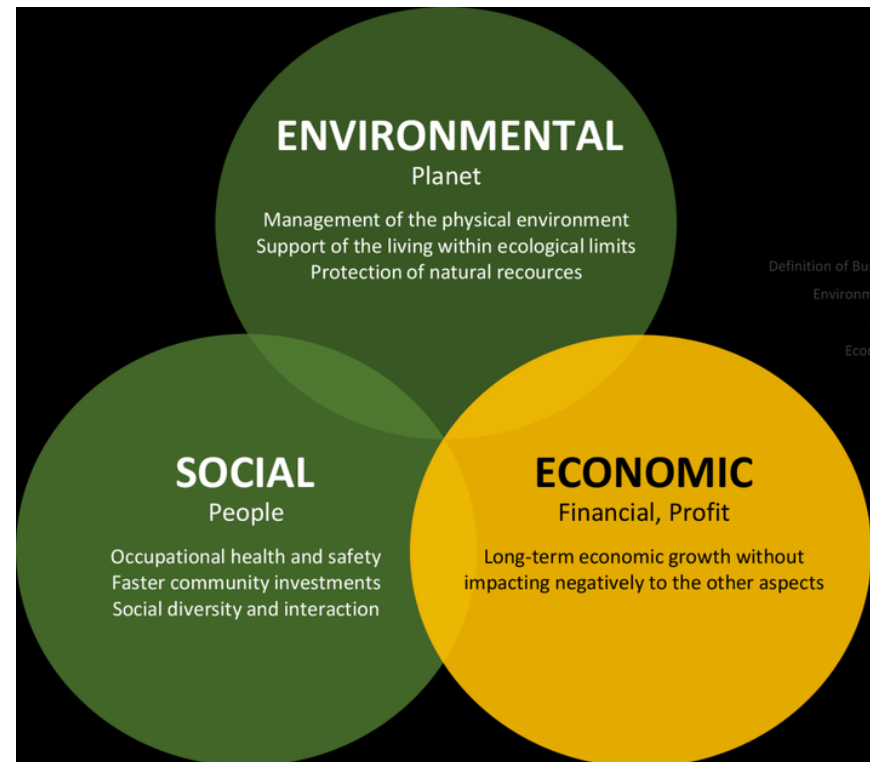 ENVIRONMENTAL
Planet
Management of the physical environment
Support of the living within ecological limits
Protection of natural recources
SOCIAL
People
Occupational health and safety
Faster community investments
Social diversity and interaction
ECONOMIC
Financial, Profit
Long-term economic growth without
impacting negatively to the other aspects
Definition of